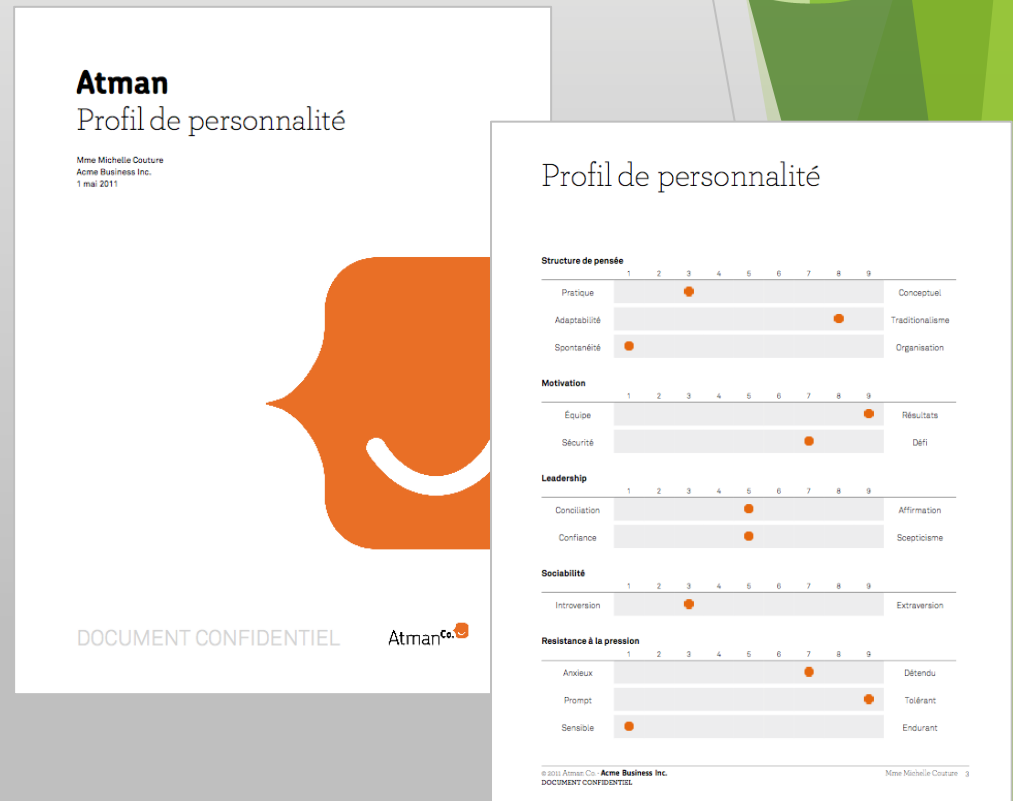 Atman
Profil de personnalité
Mme Michelle Couture
Acme Business Inc.
1 mai 2011
DOCUMENT CONFIDENTIEL
AtmanCo.
Profil de personnalité
Structure de pensée
1 2 3 4 5 6 7 8 9
Pratique Conceptuel
Adaptabilité Traditionalisme
Spontanéité Organisation
Motivation
1 2 3 4 5 6 7 8 9
Équipe Résultats
Sécurité Défi
Leadership
1 2 3 4 5 6 7 8 9
Conciliation Affirmation
Confiance Scepticisme
Sociabilité
1 2 3 4 5 6 7 8 9
Introversion Extraversion
Resistance à la pression
1 2 3 4 5 6 7 8 9
Anxieux Détendu
Prompt Tolérant
Sensible Endurant
© 2011 Atman Co. - Acme Business Inc. Mme Michelle Couture 3
DOCUMENT CONFIDENTIEL